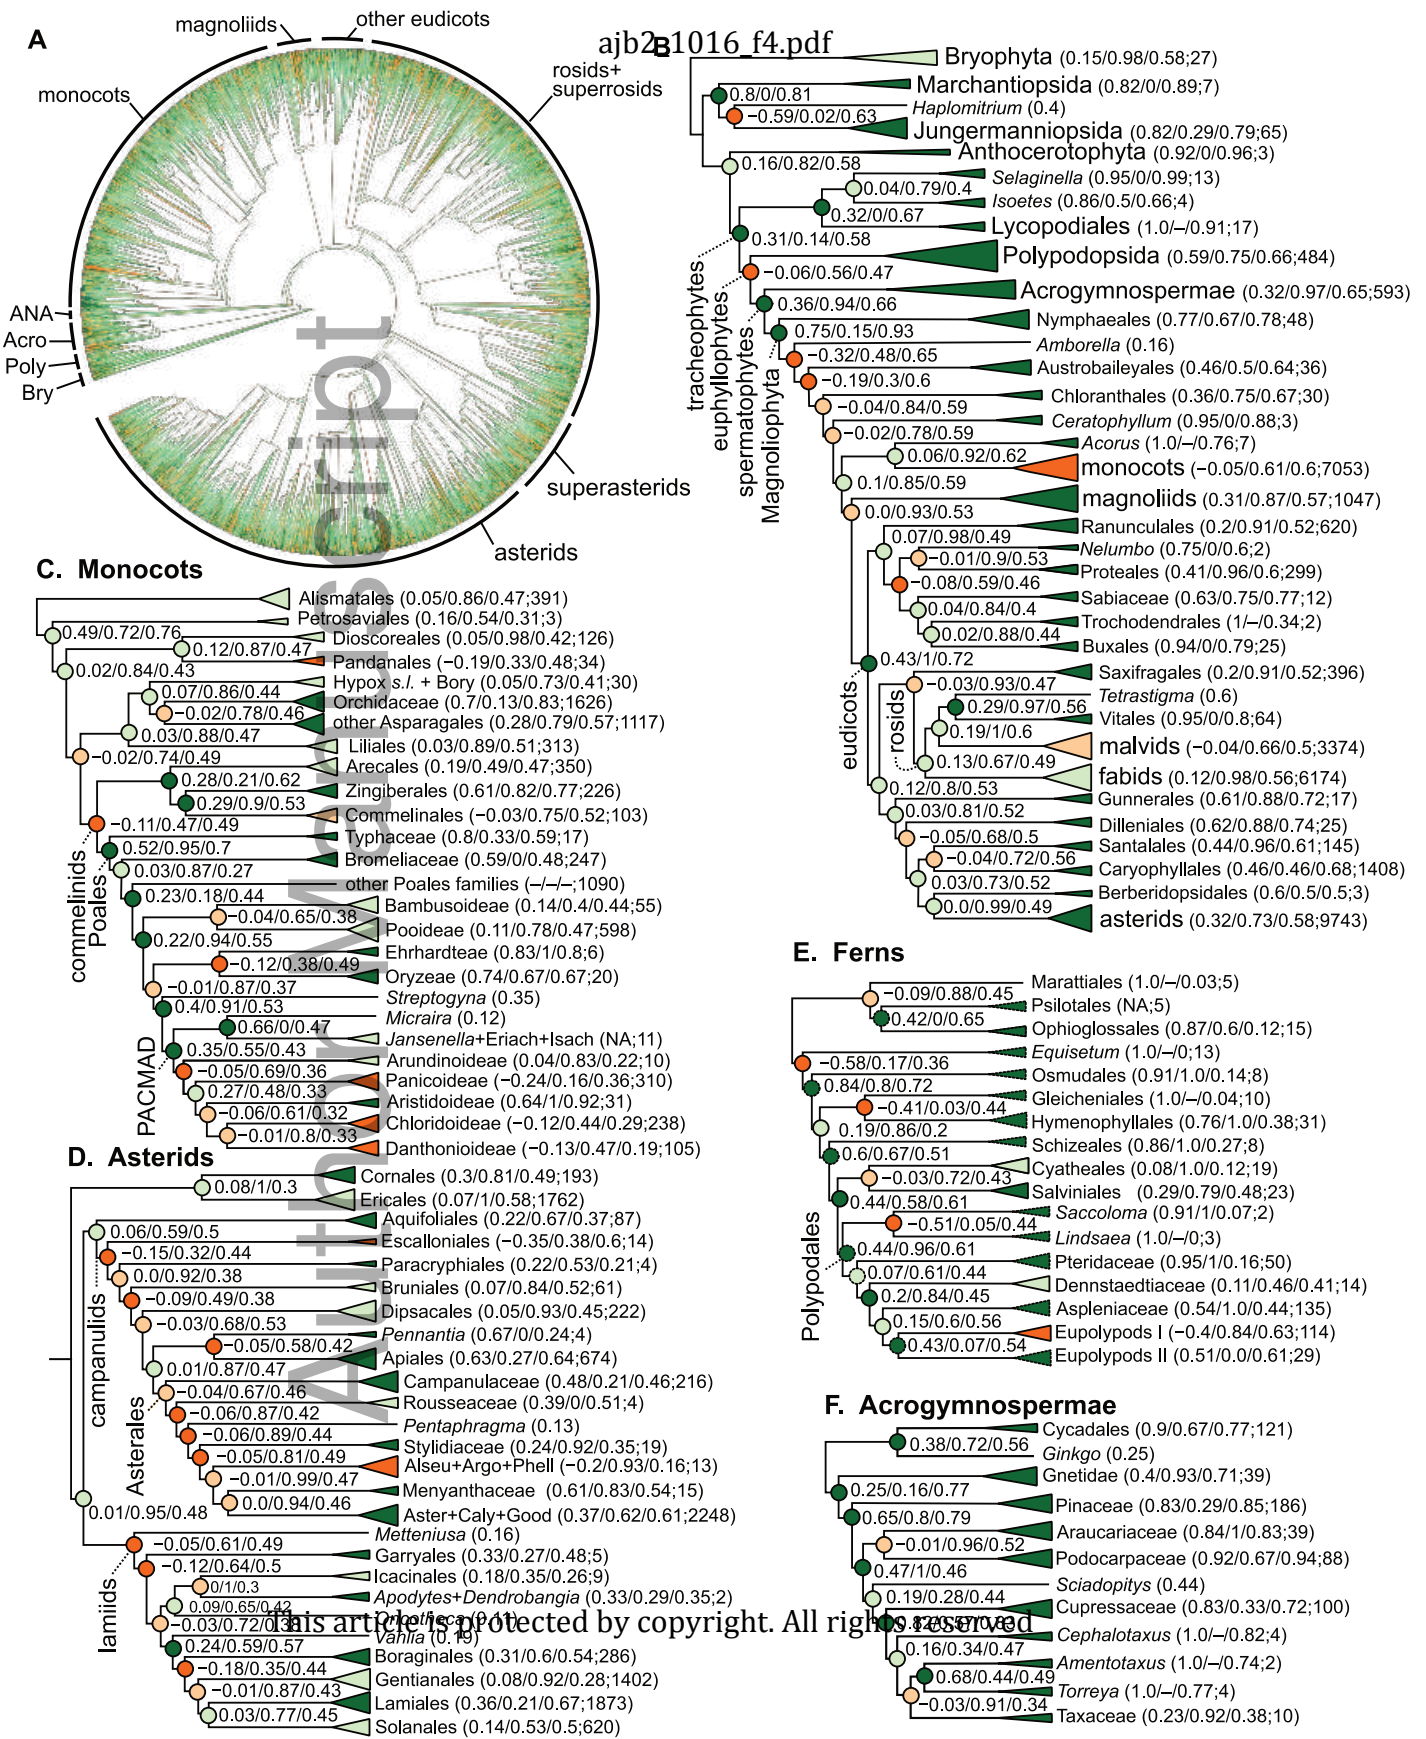 ajb2_1016_f4.pdf
A
magnoliids
other eudicots
monocots
rosids+
superrosids
ANA
Acro
Poly
Bry
superasterids
asterids
B
Bryophyta (0.15/0.98/0.58;27)
Marchantiopsida (0.82/0/0.89;7)
0.8/0/0.81
Haplomitrium (0.4)
−0.59/0.02/0.63
Jungermanniopsida (0.82/0.29/0.79;65)
Anthocerotophyta (0.92/0/0.96;3)
0.16/0.82/0.58
Selaginella (0.95/0/0.99;13)
0.04/0.79/0.4
Isoetes (0.86/0.5/0.66;4)
0.32/0/0.67
Lycopodiales (1.0/–/0.91;17)
0.31/0.14/0.58
Polypodopsida (0.59/0.75/0.66;484)
−0.06/0.56/0.47
Acrogymnospermae (0.32/0.97/0.65;593)
0.36/0.94/0.66
Nymphaeales (0.77/0.67/0.78;48)
0.75/0.15/0.93
Amborella (0.16)
−0.32/0.48/0.65
Austrobaileyales (0.46/0.5/0.64;36)
−0.19/0.3/0.6
Chloranthales (0.36/0.75/0.67;30)
−0.04/0.84/0.59
Ceratophyllum (0.95/0/0.88;3)
−0.02/0.78/0.59
Acorus (1.0/–/0.76;7)
0.06/0.92/0.62
monocots (−0.05/0.61/0.6;7053)
0.1/0.85/0.59
magnoliids (0.31/0.87/0.57;1047)
0.0/0.93/0.53
Ranunculales (0.2/0.91/0.52;620)
0.07/0.98/0.49
Nelumbo (0.75/0/0.6;2)
−0.01/0.9/0.53
Proteales (0.41/0.96/0.6;299)
−0.08/0.59/0.46
Sabiaceae (0.63/0.75/0.77;12)
0.04/0.84/0.4
Trochodendrales (1/–/0.34;2)
0.02/0.88/0.44
Buxales (0.94/0/0.79;25)
0.43/1/0.72
Saxifragales (0.2/0.91/0.52;396)
−0.03/0.93/0.47
Tetrastigma (0.6)
0.29/0.97/0.56
Vitales (0.95/0/0.8;64)
0.19/1/0.6
malvids (−0.04/0.66/0.5;3374)
0.13/0.67/0.49
fabids (0.12/0.98/0.56;6174)
0.12/0.8/0.53
Gunnerales (0.61/0.88/0.72;17)
0.03/0.81/0.52
Dilleniales (0.62/0.88/0.74;25)
−0.05/0.68/0.5
Santalales (0.44/0.96/0.61;145)
−0.04/0.72/0.56
Caryophyllales (0.46/0.46/0.68;1408)
0.03/0.73/0.52
Berberidopsidales (0.6/0.5/0.5;3)
0.0/0.99/0.49
asterids (0.32/0.73/0.58;9743)
tracheophytes
euphyllophytes
spermatophytes
Magnoliophyta
eudicots
rosids
C. Monocots
Alismatales (0.05/0.86/0.47;391)
Petrosaviales (0.16/0.54/0.31;3)
0.49/0.72/0.76
Dioscoreales (0.05/0.98/0.42;126)
0.12/0.87/0.47
Pandanales (−0.19/0.33/0.48;34)
0.02/0.84/0.43
Hypox s.l. + Bory (0.05/0.73/0.41;30)
0.07/0.86/0.44
Orchidaceae (0.7/0.13/0.83;1626)
−0.02/0.78/0.46
other Asparagales (0.28/0.79/0.57;1117)
0.03/0.88/0.47
Liliales (0.03/0.89/0.51;313)
−0.02/0.74/0.49
Arecales (0.19/0.49/0.47;350)
0.28/0.21/0.62
Zingiberales (0.61/0.82/0.77;226)
0.29/0.9/0.53
Commelinales (−0.03/0.75/0.52;103)
−0.11/0.47/0.49
Typhaceae (0.8/0.33/0.59;17)
0.52/0.95/0.7
Bromeliaceae (0.59/0/0.48;247)
0.03/0.87/0.27
other Poales families (–/–/–;1090)
0.23/0.18/0.44
Bambusoideae (0.14/0.4/0.44;55)
−0.04/0.65/0.38
Pooideae (0.11/0.78/0.47;598)
0.22/0.94/0.55
Ehrhardteae (0.83/1/0.8;6)
−0.12/0.38/0.49
Oryzeae (0.74/0.67/0.67;20)
−0.01/0.87/0.37
Streptogyna (0.35)
0.4/0.91/0.53
Micraira (0.12)
0.66/0/0.47
Jansenella+Eriach+Isach (NA;11)
0.35/0.55/0.43
Arundinoideae (0.04/0.83/0.22;10)
−0.05/0.69/0.36
Panicoideae (−0.24/0.16/0.36;310)
0.27/0.48/0.33
Aristidoideae (0.64/1/0.92;31)
−0.06/0.61/0.32
Chloridoideae (−0.12/0.44/0.29;238)
−0.01/0.8/0.33
Danthonioideae (−0.13/0.47/0.19;105)
commelinids
Poales
PACMAD
D. Asterids
Cornales (0.3/0.81/0.49;193)
0.08/1/0.3
Ericales (0.07/1/0.58;1762)
Aquifoliales (0.22/0.67/0.37;87)
0.06/0.59/0.5
Escalloniales (−0.35/0.38/0.6;14)
−0.15/0.32/0.44
Paracryphiales (0.22/0.53/0.21;4)
0.0/0.92/0.38
Bruniales (0.07/0.84/0.52;61)
−0.09/0.49/0.38
Dipsacales (0.05/0.93/0.45;222)
−0.03/0.68/0.53
Pennantia (0.67/0/0.24;4)
−0.05/0.58/0.42
Apiales (0.63/0.27/0.64;674)
0.01/0.87/0.47
Campanulaceae (0.48/0.21/0.46;216)
−0.04/0.67/0.46
Rousseaceae (0.39/0/0.51;4)
−0.06/0.87/0.42
Pentaphragma (0.13)
−0.06/0.89/0.44
Stylidiaceae (0.24/0.92/0.35;19)
−0.05/0.81/0.49
Alseu+Argo+Phell (−0.2/0.93/0.16;13)
−0.01/0.99/0.47
Menyanthaceae (0.61/0.83/0.54;15)
0.0/0.94/0.46
Aster+Caly+Good (0.37/0.62/0.61;2248)
0.01/0.95/0.48
Metteniusa (0.16)
−0.05/0.61/0.49
Garryales (0.33/0.27/0.48;5)
−0.12/0.64/0.5
Icacinales (0.18/0.35/0.26;9)
0/1/0.3
Apodytes+Dendrobangia (0.33/0.29/0.35;2)
0.09/0.65/0.42
Oncotheca (0.11)
−0.03/0.72/0.38
Vahlia (0.19)
0.24/0.59/0.57
Boraginales (0.31/0.6/0.54;286)
−0.18/0.35/0.44
Gentianales (0.08/0.92/0.28;1402)
−0.01/0.87/0.43
Lamiales (0.36/0.21/0.67;1873)
0.03/0.77/0.45
Solanales (0.14/0.53/0.5;620)
campanulids
Asterales
lamiids
E. Ferns
Marattiales (1.0/–/0.03;5)
−0.09/0.88/0.45
Psilotales (NA;5)
0.42/0/0.65
Ophioglossales (0.87/0.6/0.12;15)
Equisetum (1.0/–/0;13)
−0.58/0.17/0.36
Osmudales (0.91/1.0/0.14;8)
0.84/0.8/0.72
Gleicheniales (1.0/–/0.04;10)
−0.41/0.03/0.44
Hymenophyllales (0.76/1.0/0.38;31)
0.19/0.86/0.2
Schizeales (0.86/1.0/0.27;8)
0.6/0.67/0.51
Cyatheales (0.08/1.0/0.12;19)
−0.03/0.72/0.43
Salviniales (0.29/0.79/0.48;23)
0.44/0.58/0.61
Saccoloma (0.91/1/0.07;2)
−0.51/0.05/0.44
Lindsaea (1.0/–/0;3)
0.44/0.96/0.61
Pteridaceae (0.95/1/0.16;50)
0.07/0.61/0.44
Dennstaedtiaceae (0.11/0.46/0.41;14)
0.2/0.84/0.45
Aspleniaceae (0.54/1.0/0.44;135)
0.15/0.6/0.56
Eupolypods I (−0.4/0.84/0.63;114)
0.43/0.07/0.54
Eupolypods II (0.51/0.0/0.61;29)
Polypodales
F. Acrogymnospermae
Cycadales (0.9/0.67/0.77;121)
0.38/0.72/0.56
Ginkgo (0.25)
Gnetidae (0.4/0.93/0.71;39)
0.25/0.16/0.77
Pinaceae (0.83/0.29/0.85;186)
0.65/0.8/0.79
Araucariaceae (0.84/1/0.83;39)
−0.01/0.96/0.52
Podocarpaceae (0.92/0.67/0.94;88)
0.47/1/0.46
Sciadopitys (0.44)
0.19/0.28/0.44
Cupressaceae (0.83/0.33/0.72;100)
Cephalotaxus (1.0/–/0.82;4)
0.16/0.34/0.47
Amentotaxus (1.0/–/0.74;2)
0.68/0.44/0.49
Torreya (1.0/–/0.77;4)
−0.03/0.91/0.34
Taxaceae (0.23/0.92/0.38;10)
Author Manuscript
This article is protected by copyright. All rights reserved